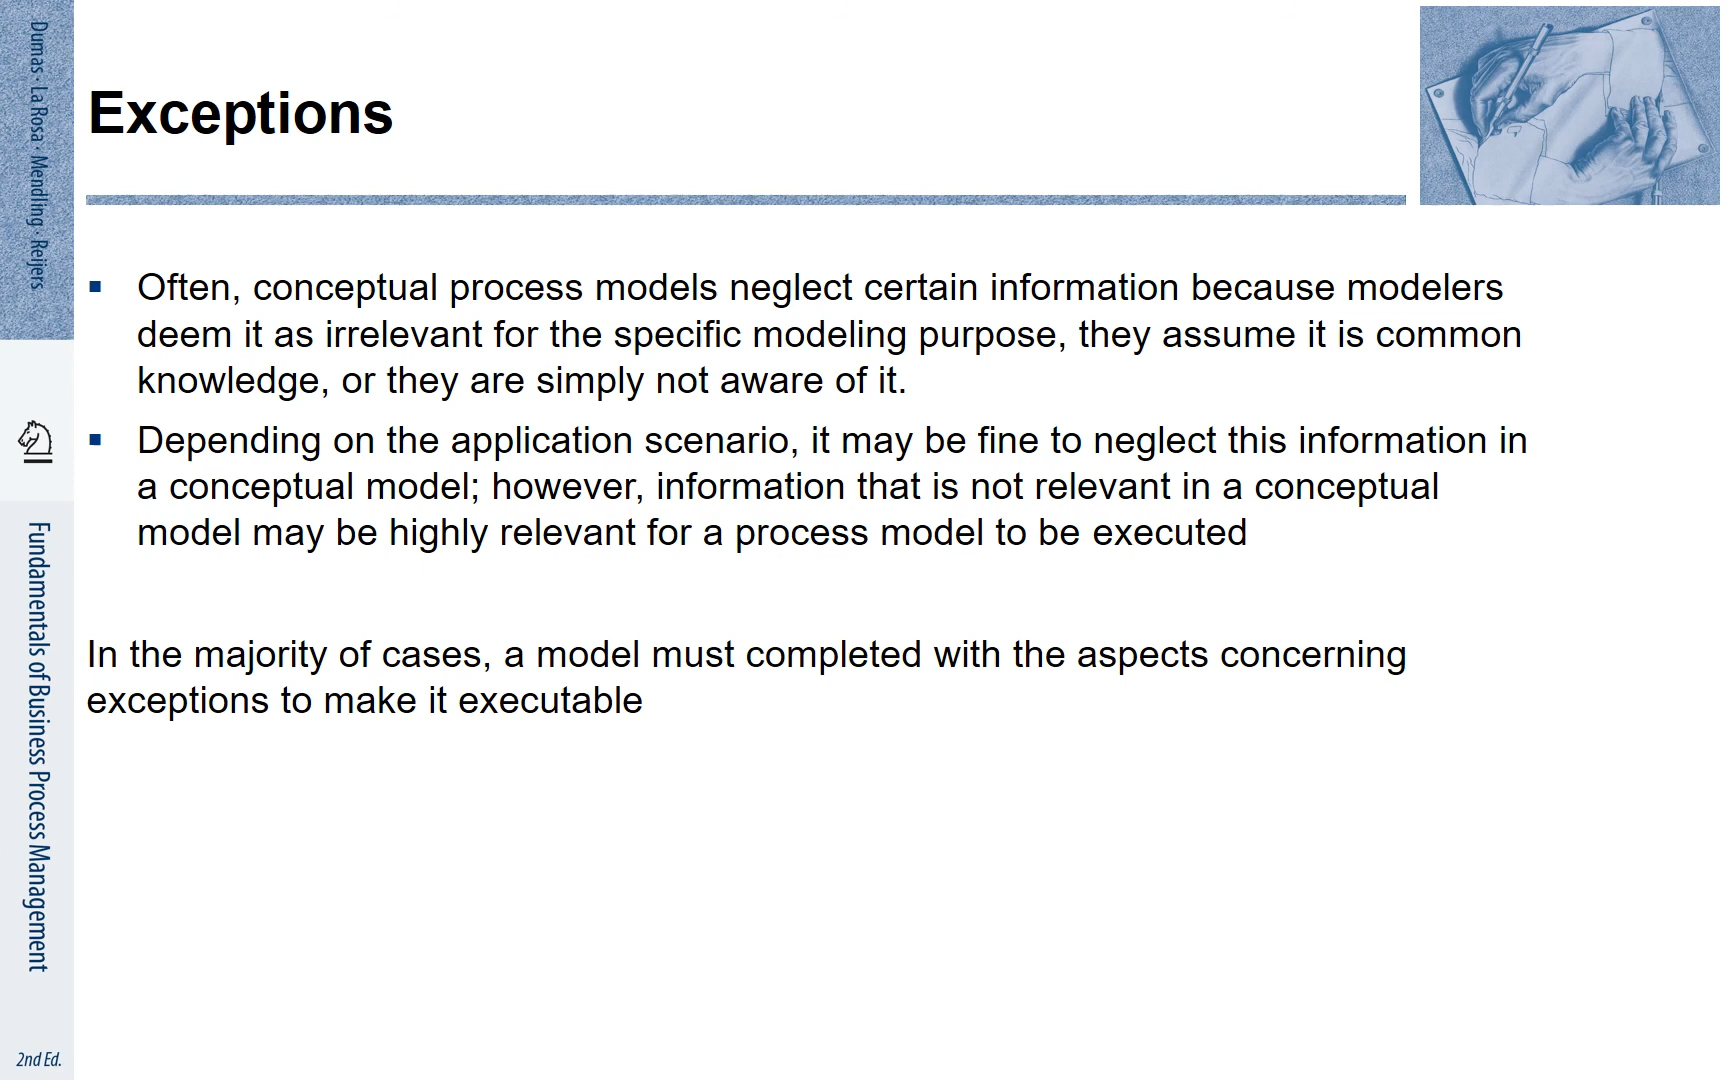 Dumas · La Rosa · Mendling · Reijers
Fundamentals of Business Process Management
2nd Ed.
Exceptions
Often, conceptual process models neglect certain information because modelers
deem it as irrelevant for the specific modeling purpose, they assume it is common
knowledge, or they are simply not aware of it.
Depending on the application scenario, it may be fine to neglect this information in
a conceptual model; however, information that is not relevant in a conceptual
model may be highly relevant for a process model to be executed
In the majority of cases, a model must completed with the aspects concerning
exceptions to make it executable